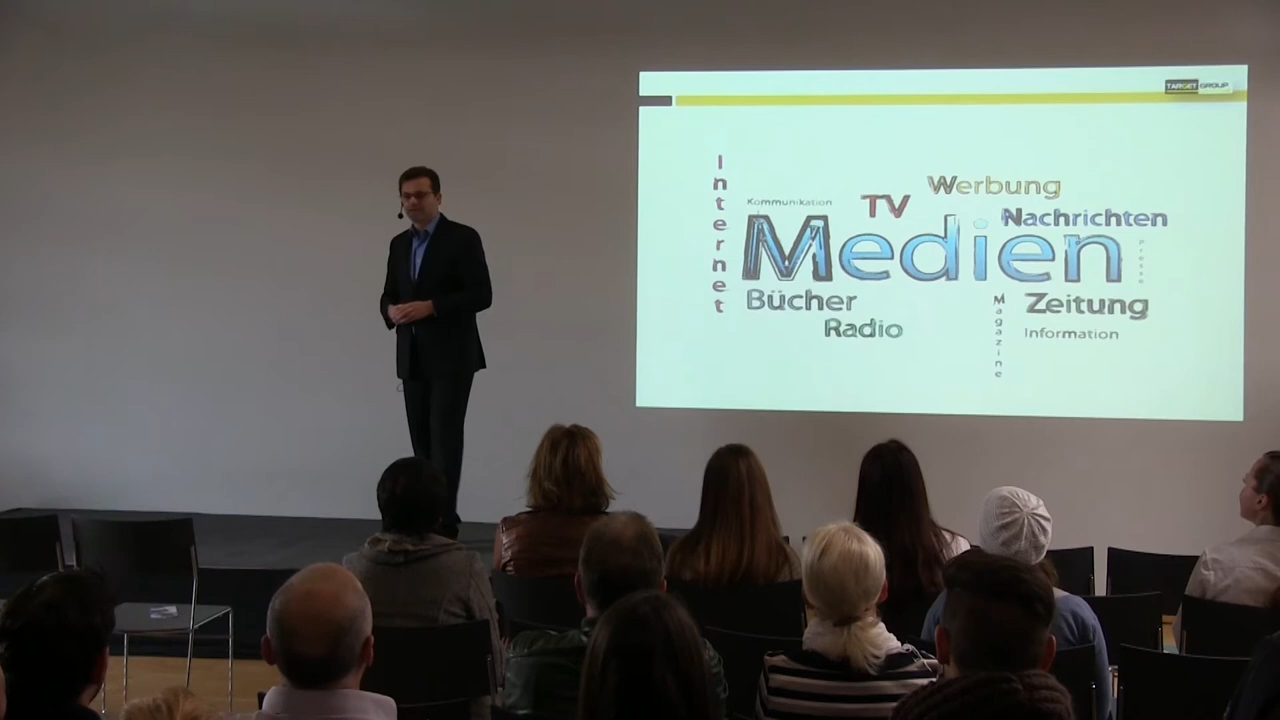 TARGET GROUP
Internet
Kommunikation
TV
Werbung
Nachrichten
Medien
Presse
Bücher
Radio
Magazine
Zeitung
Information